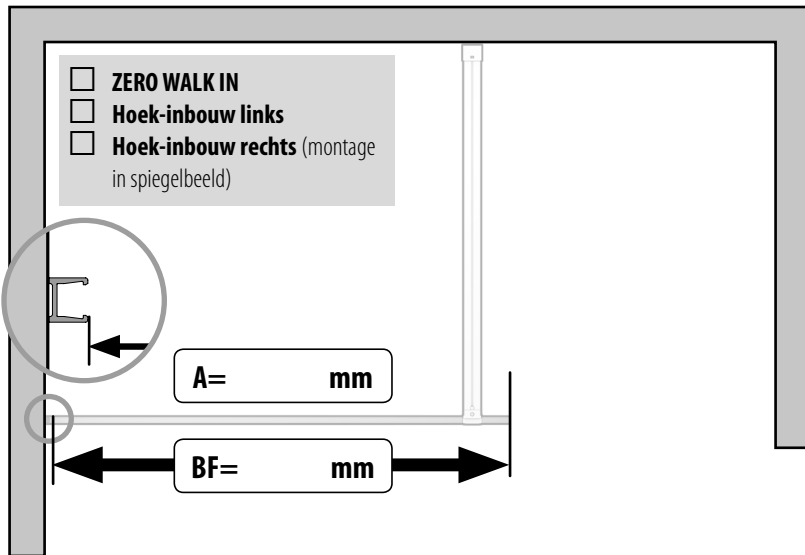 ZERO WALK IN
Hoek-inbouw links
Hoek-inbouw rechts (montage
in spiegelbeeld)
A= mm
BF= mm